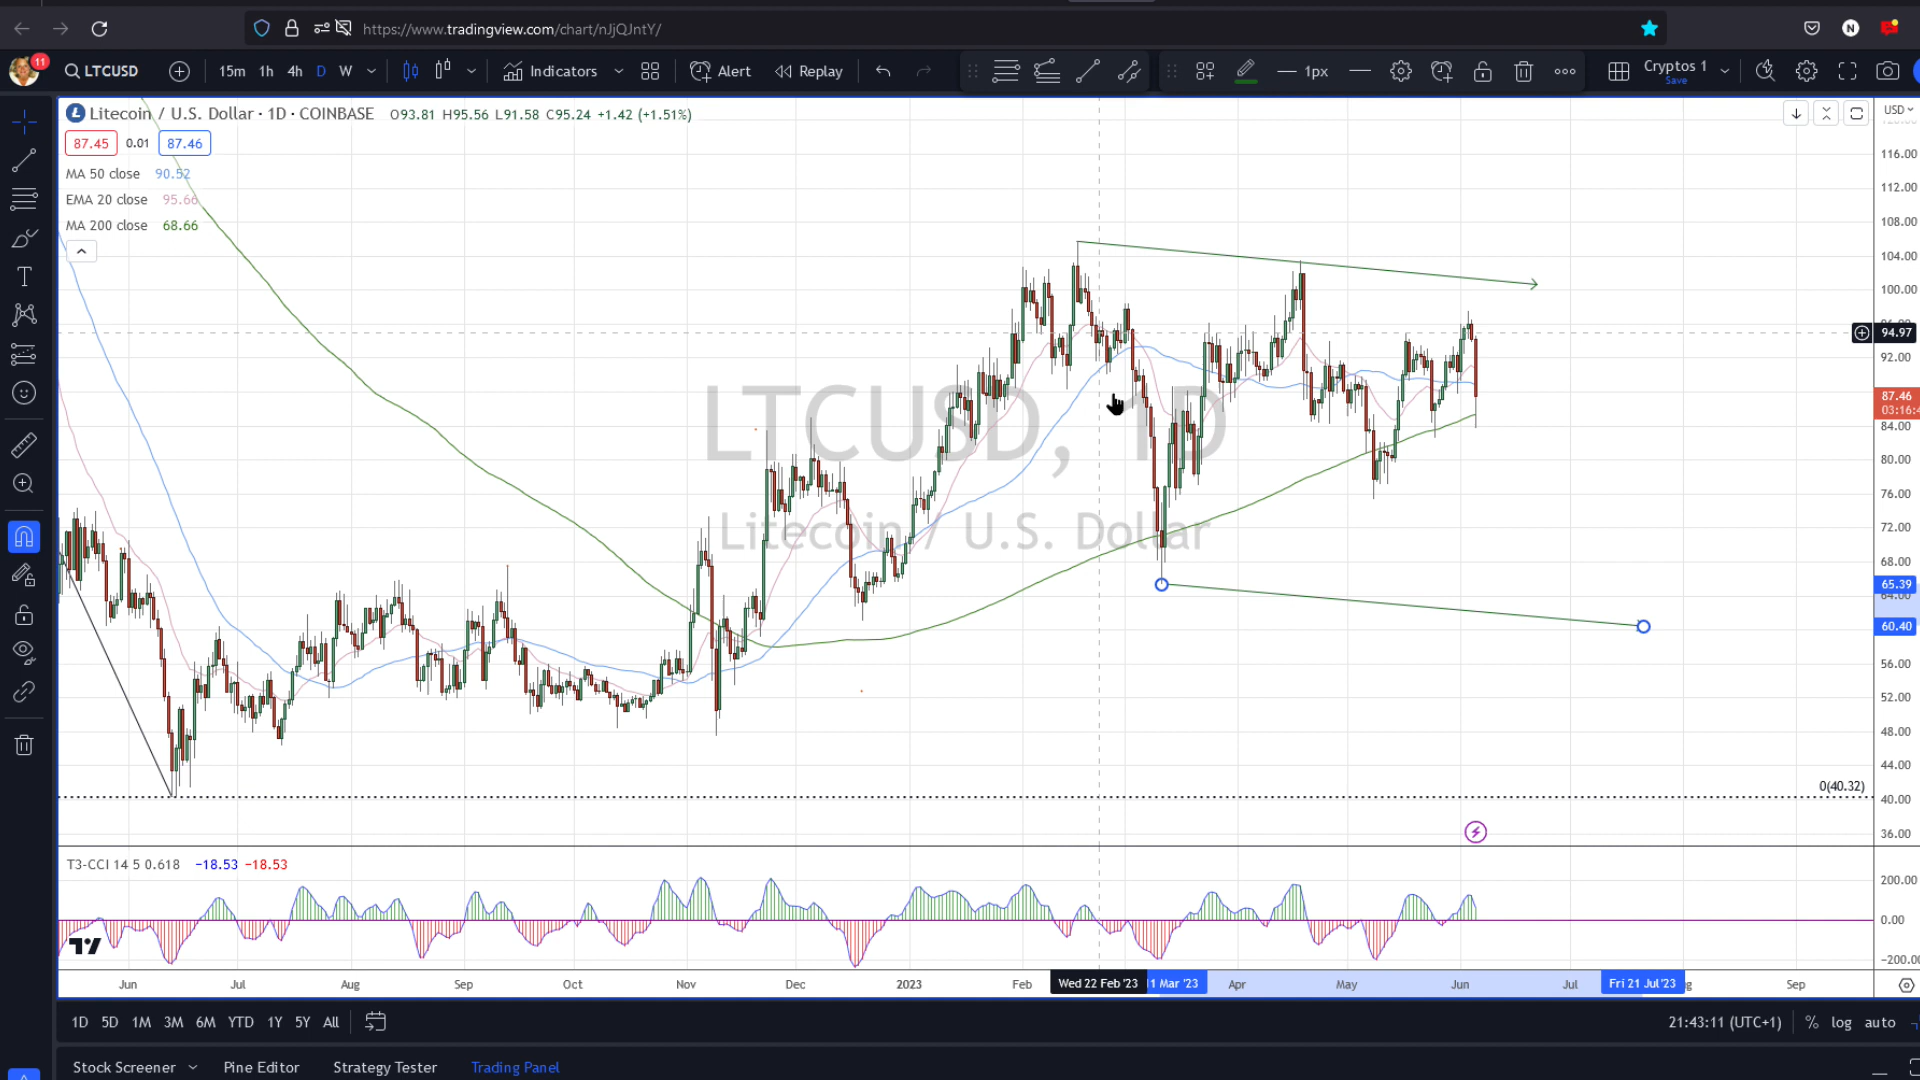 https://www.tradingview.com/chart/nJjQJntY/
11 LTCUSD 15m 1h 4h D W Indicators Alert Replay 1px Cryptos 1
Save
Litecoin / U.S. Dollar · 1D · COINBASE O93.81 H95.56 L91.58 C95.24 +1.42 (+1.51%)
USD
87.45 0.01 87.46
MA 50 close 90.52
EMA 20 close 95.66
MA 200 close 68.66
LTCUSD, 1D
Litecoin / U.S. Dollar
116.00
112.00
108.00
104.00
100.00
94.97
92.00
87.46
03:16:4
84.00
80.00
76.00
72.00
68.00
65.39
64.00
60.40
56.00
52.00
48.00
44.00
0(40.32)
40.00
36.00
T3-CCI 14 5 0.618 −18.53 −18.53
200.00
0.00
−200.0
Jun Jul Aug Sep Oct Nov Dec 2023 Feb Wed 22 Feb '23 1 Mar '23 Apr May Jun Jul Fri 21 Jul '23 Sep
1D 5D 1M 3M 6M YTD 1Y 5Y All 21:43:11 (UTC+1) % log auto
Stock Screener Pine Editor Strategy Tester Trading Panel